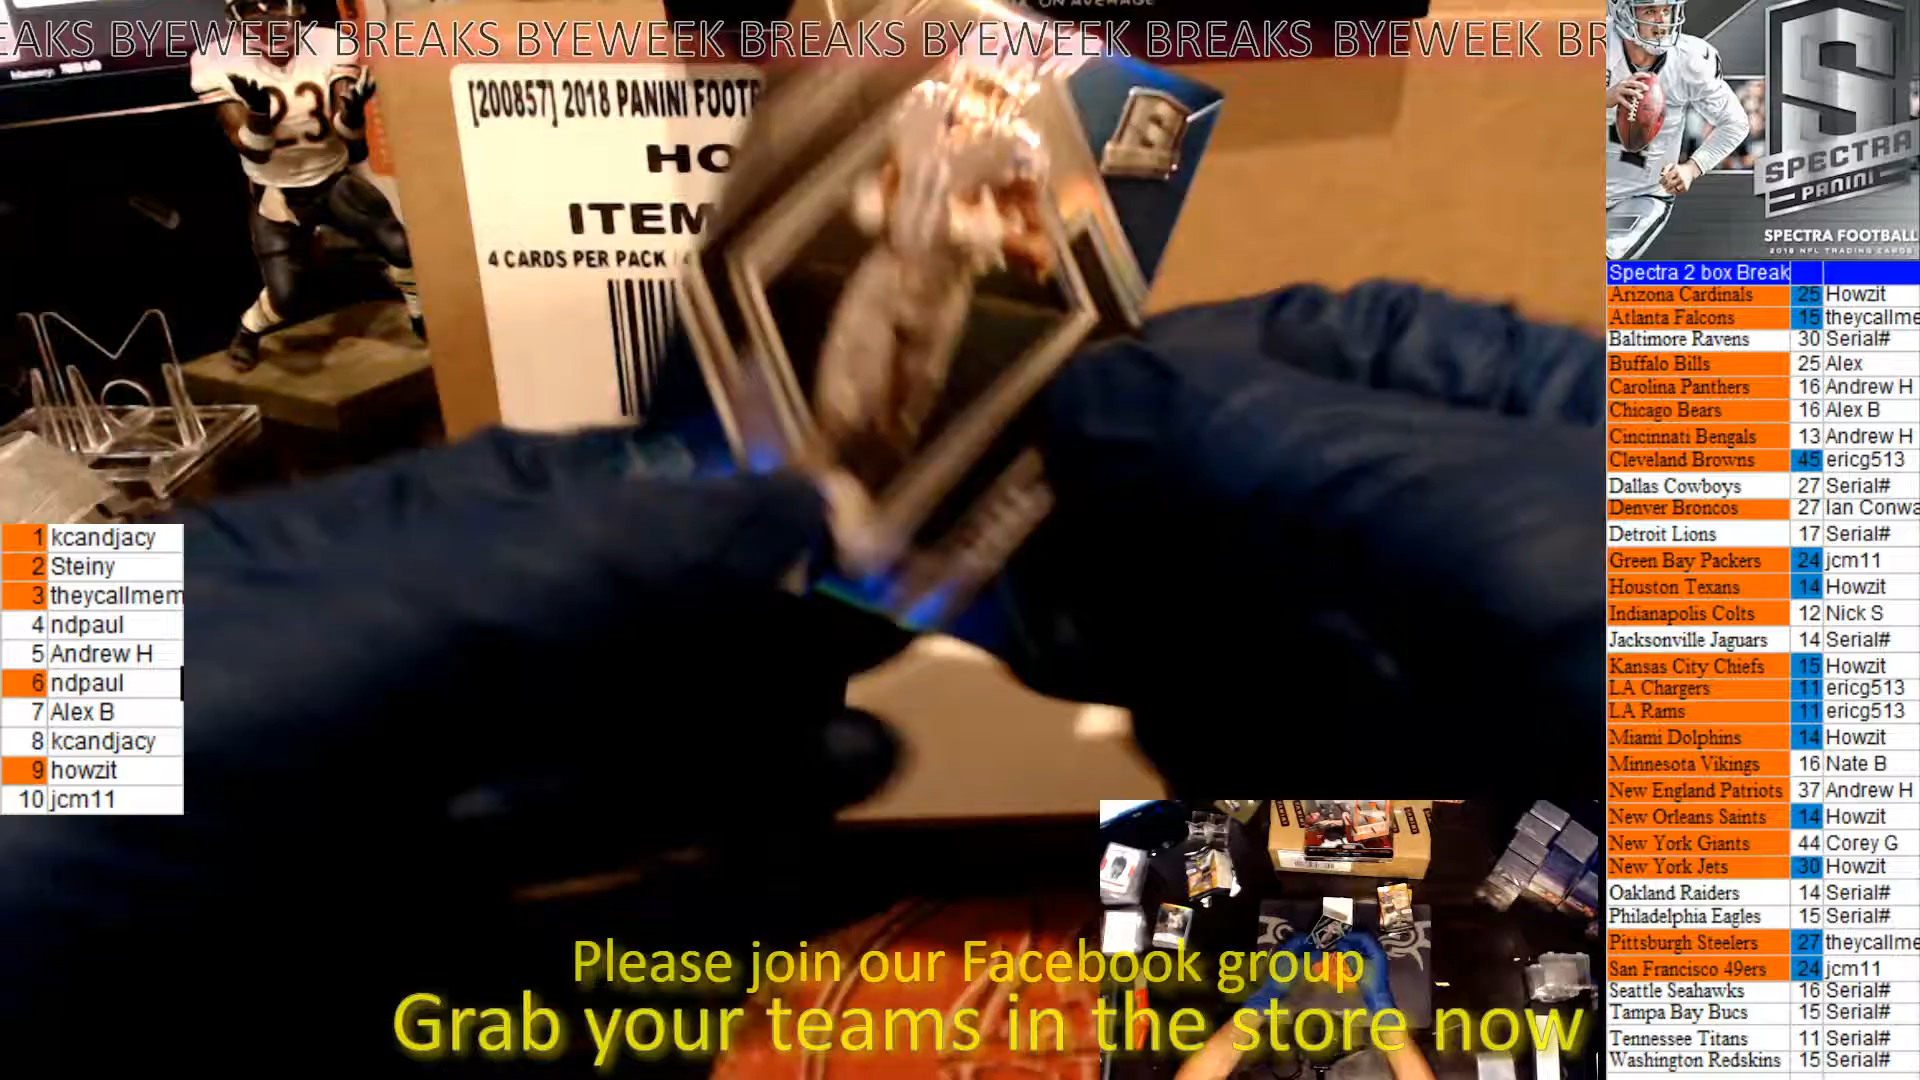 ON AVERAGE
EAKS BYEWEEK BREAKS BYEWEEK BREAKS BYEWEEK BREAKS BYEWEEK BR
23
[200857] 2018 PANINI FOOTB
HO
ITEM
4 CARDS PER PACK
SPECTRA
PANINI
SPECTRA FOOTBALL
2018 NFL TRADING CARDS
Spectra 2 box Break
Arizona Cardinals 25 Howzit
Atlanta Falcons 15 theycallme
Baltimore Ravens 30 Serial#
Buffalo Bills 25 Alex
Carolina Panthers 16 Andrew H
Chicago Bears 16 Alex B
Cincinnati Bengals 13 Andrew H
Cleveland Browns 45 ericg513
Dallas Cowboys 27 Serial#
Denver Broncos 27 Ian Conwa
Detroit Lions 17 Serial#
Green Bay Packers 24 jcm11
Houston Texans 14 Howzit
Indianapolis Colts 12 Nick S
Jacksonville Jaguars 14 Serial#
Kansas City Chiefs 15 Howzit
LA Chargers 11 ericg513
LA Rams 11 ericg513
Miami Dolphins 14 Howzit
Minnesota Vikings 16 Nate B
New England Patriots 37 Andrew H
New Orleans Saints 14 Howzit
New York Giants 44 Corey G
New York Jets 30 Howzit
Oakland Raiders 14 Serial#
Philadelphia Eagles 15 Serial#
Pittsburgh Steelers 27 theycallme
San Francisco 49ers 24 jcm11
Seattle Seahawks 16 Serial#
Tampa Bay Bucs 15 Serial#
Tennessee Titans 11 Serial#
Washington Redskins 15 Serial#
1 kcandjacy
2 Steiny
3 theycallmem
4 ndpaul
5 Andrew H
6 ndpaul
7 Alex B
8 kcandjacy
9 howzit
10 jcm11
Please join our Facebook group
Grab your teams in the store now